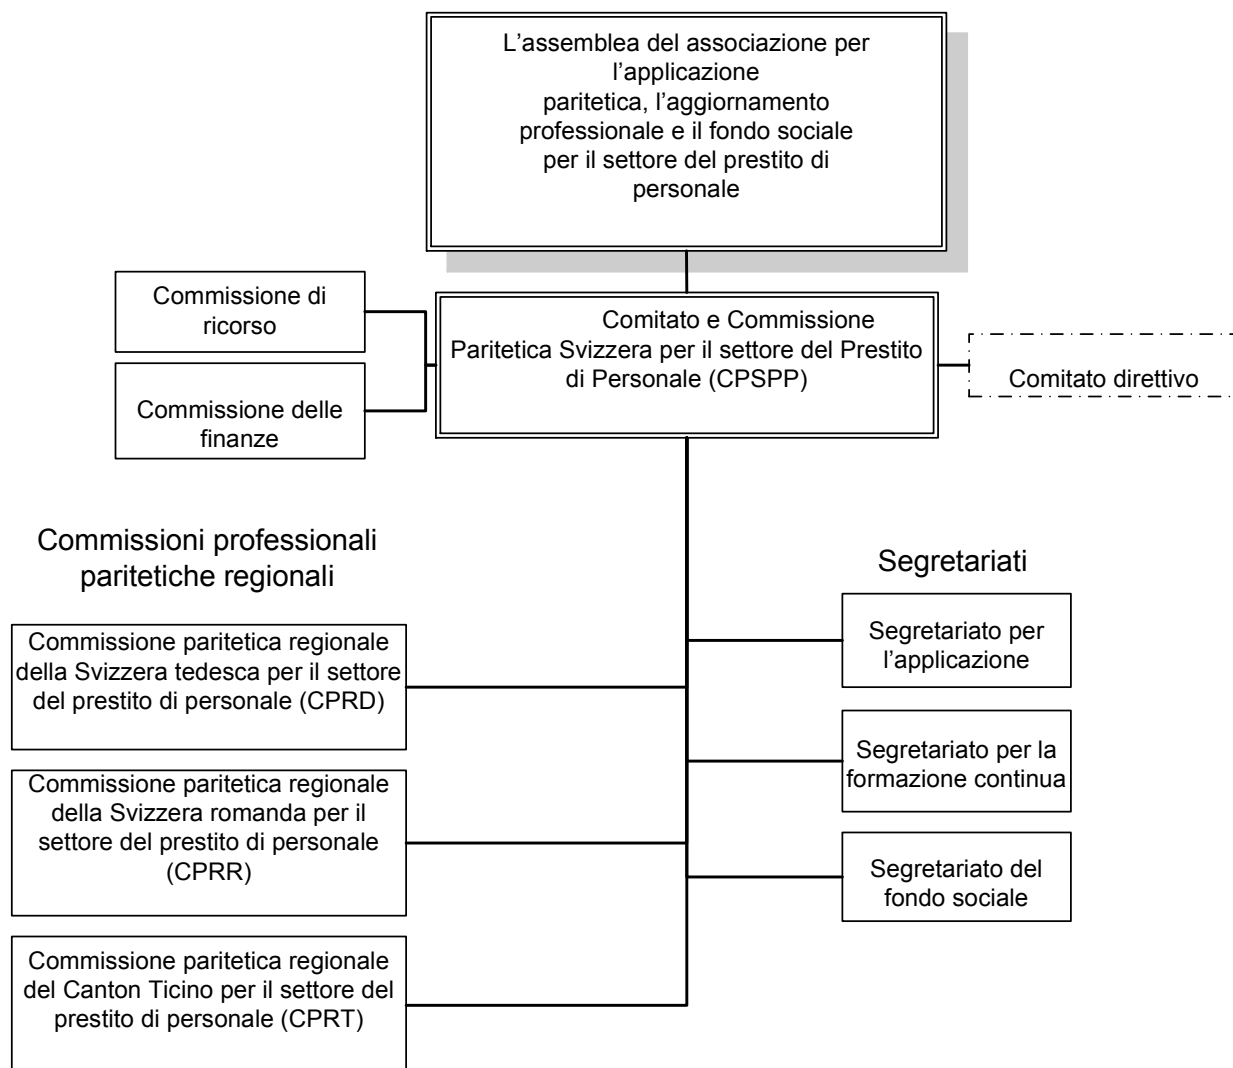 L’assemblea del associazione per
l’applicazione
paritetica, l’aggiornamento
professionale e il fondo sociale
per il settore del prestito di
personale
Commissione di
ricorso
Commissione delle
finanze
Comitato e Commissione
Paritetica Svizzera per il settore del Prestito
di Personale (CPSPP)
Comitato direttivo
Commissioni professionali
paritetiche regionali
Commissione paritetica regionale
della Svizzera tedesca per il settore
del prestito di personale (CPRD)
Commissione paritetica regionale
della Svizzera romanda per il
settore del prestito di personale
(CPRR)
Commissione paritetica regionale
del Canton Ticino per il settore del
prestito di personale (CPRT)
Segretariati
Segretariato per
l’applicazione
Segretariato per la
formazione continua
Segretariato del
fondo sociale